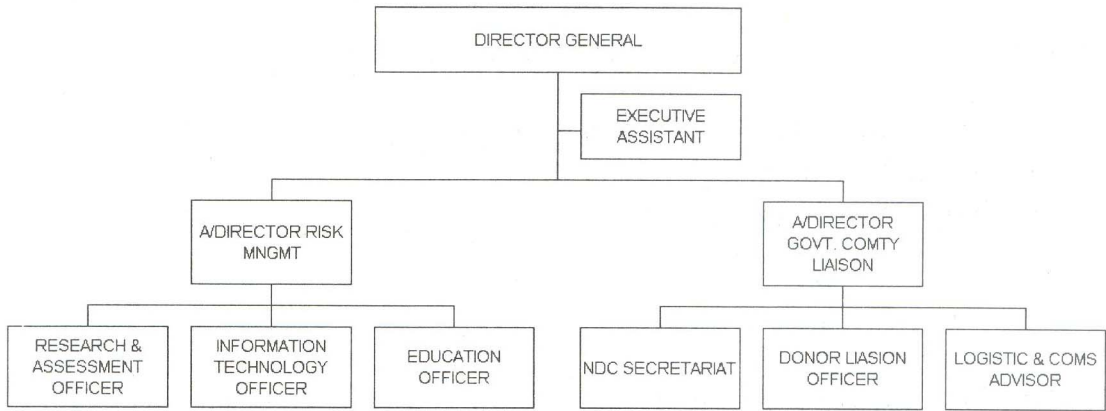 DIRECTOR GENERAL
EXECUTIVE
ASSISTANT
A/DIRECTOR RISK
MNGMT
A/DIRECTOR
GOVT. COMTY
LIAISON
RESEARCH &
ASSESSMENT
OFFICER
INFORMATION
TECHNOLOGY
OFFICER
EDUCATION
OFFICER
NDC SECRETARIAT
DONOR LIASION
OFFICER
LOGISTIC & COMS
ADVISOR